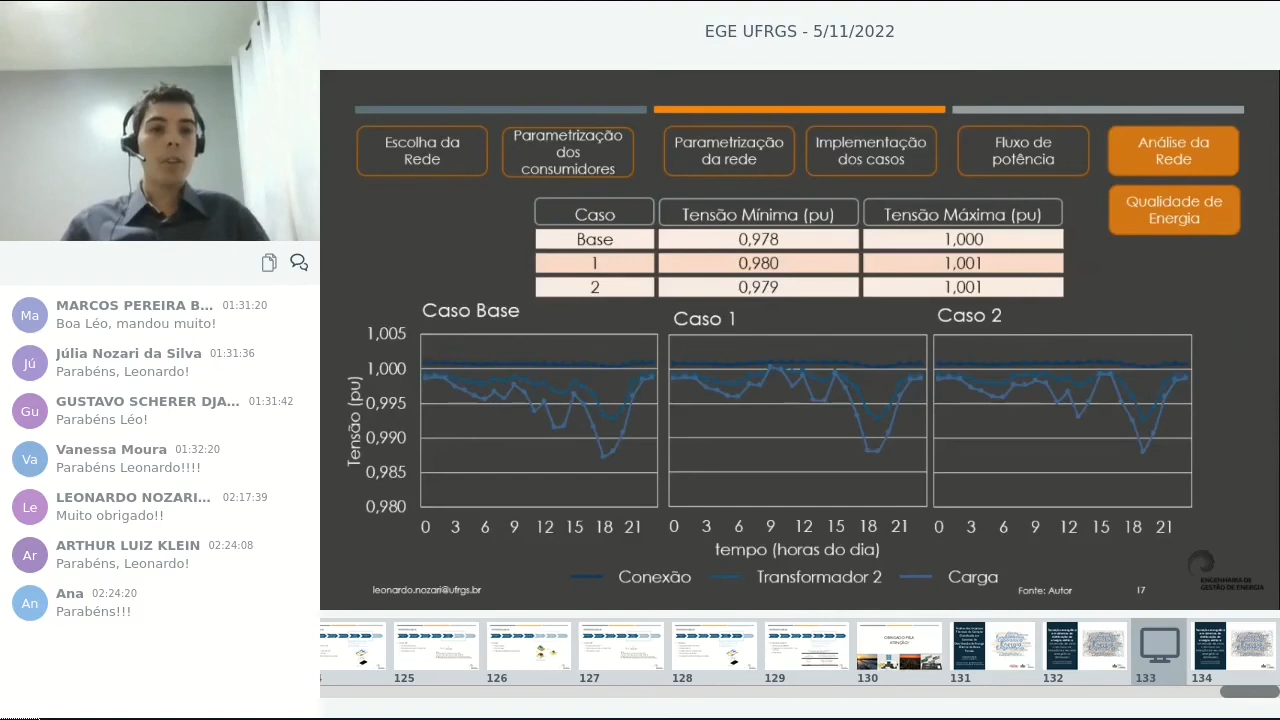 EGE UFRGS - 5/11/2022
Escolha da
Rede
Parametrização
dos
consumidores
Parametrização
da rede
Implementação
dos casos
Fluxo de
potência
Análise da
Rede
Qualidade de
Energia
Caso Tensão Mínima (pu) Tensão Máxima (pu)
Base 0,978 1,000
1 0,980 1,001
2 0,979 1,001
Caso Base
Caso 1
Caso 2
Tensão (pu)
1,005
1,000
0,995
0,990
0,985
0,980
0 3 6 9 12 15 18 21
0 3 6 9 12 15 18 21
0 3 6 9 12 15 18 21
tempo (horas do dia)
Conexão Transformador 2 Carga
leonardo.nozari@ufrgs.br
Fonte: Autor
17
ENGENHARIA DE
GESTÃO DE ENERGIA
Ma
MARCOS PEREIRA B... 01:31:20
Boa Léo, mandou muito!
Jú
Júlia Nozari da Silva 01:31:36
Parabéns, Leonardo!
Gu
GUSTAVO SCHERER DJA... 01:31:42
Parabéns Léo!
Va
Vanessa Moura 01:32:20
Parabéns Leonardo!!!!
Le
LEONARDO NOZARI... 02:17:39
Muito obrigado!!
Ar
ARTHUR LUIZ KLEIN 02:24:08
Parabéns, Leonardo!
An
Ana 02:24:20
Parabéns!!!
125 126 127 128 129 130 131 132 133 134